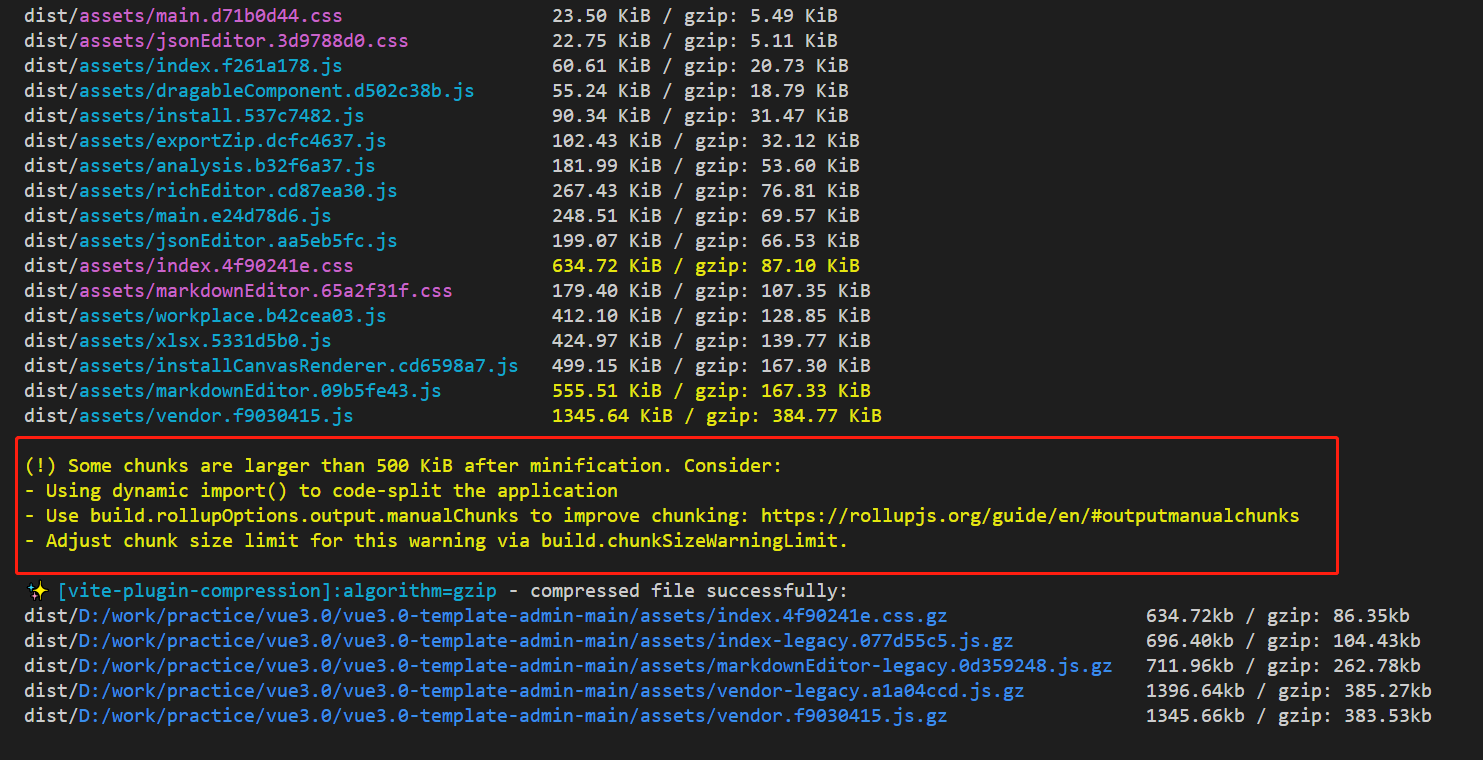 dist/assets/main.d71b0d44.css 23.50 KiB / gzip: 5.49 KiB
dist/assets/jsonEditor.3d9788d0.css 22.75 KiB / gzip: 5.11 KiB
dist/assets/index.f261a178.js 60.61 KiB / gzip: 20.73 KiB
dist/assets/dragableComponent.d502c38b.js 55.24 KiB / gzip: 18.79 KiB
dist/assets/install.537c7482.js 90.34 KiB / gzip: 31.47 KiB
dist/assets/exportZip.dcfc4637.js 102.43 KiB / gzip: 32.12 KiB
dist/assets/analysis.b32f6a37.js 181.99 KiB / gzip: 53.60 KiB
dist/assets/richEditor.cd87ea30.js 267.43 KiB / gzip: 76.81 KiB
dist/assets/main.e24d78d6.js 248.51 KiB / gzip: 69.57 KiB
dist/assets/jsonEditor.aa5eb5fc.js 199.07 KiB / gzip: 66.53 KiB
dist/assets/index.4f90241e.css 634.72 KiB / gzip: 87.10 KiB
dist/assets/markdownEditor.65a2f31f.css 179.40 KiB / gzip: 107.35 KiB
dist/assets/workplace.b42cea03.js 412.10 KiB / gzip: 128.85 KiB
dist/assets/xlsx.5331d5b0.js 424.97 KiB / gzip: 139.77 KiB
dist/assets/installCanvasRenderer.cd6598a7.js 499.15 KiB / gzip: 167.30 KiB
dist/assets/markdownEditor.09b5fe43.js 555.51 KiB / gzip: 167.33 KiB
dist/assets/vendor.f9030415.js 1345.64 KiB / gzip: 384.77 KiB
(!) Some chunks are larger than 500 KiB after minification. Consider:
- Using dynamic import() to code-split the application
- Use build.rollupOptions.output.manualChunks to improve chunking: https://rollupjs.org/guide/en/#outputmanualchunks
- Adjust chunk size limit for this warning via build.chunkSizeWarningLimit.
✨ [vite-plugin-compression]:algorithm=gzip - compressed file successfully:
dist/D:/work/practice/vue3.0/vue3.0-template-admin-main/assets/index.4f90241e.css.gz 634.72kb / gzip: 86.35kb
dist/D:/work/practice/vue3.0/vue3.0-template-admin-main/assets/index-legacy.077d55c5.js.gz 696.40kb / gzip: 104.43kb
dist/D:/work/practice/vue3.0/vue3.0-template-admin-main/assets/markdownEditor-legacy.0d359248.js.gz 711.96kb / gzip: 262.78kb
dist/D:/work/practice/vue3.0/vue3.0-template-admin-main/assets/vendor-legacy.a1a04ccd.js.gz 1396.64kb / gzip: 385.27kb
dist/D:/work/practice/vue3.0/vue3.0-template-admin-main/assets/vendor.f9030415.js.gz 1345.66kb / gzip: 383.53kb